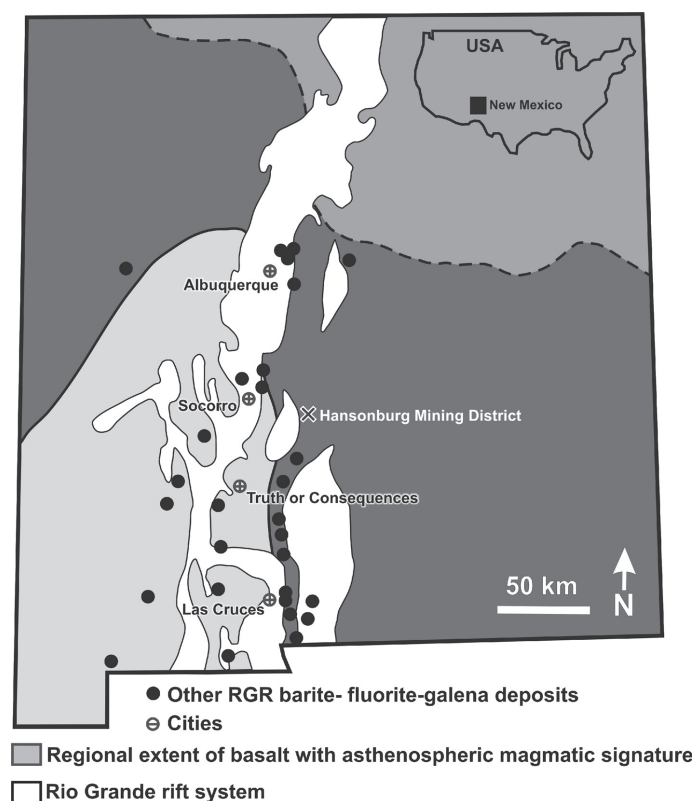 USA
New Mexico
Albuquerque
Socorro
Hansonburg Mining District
Truth or Consequences
50 km
N
Las Cruces
Other RGR barite- fluorite-galena deposits
Cities
Regional extent of basalt with asthenospheric magmatic signature
Rio Grande rift system